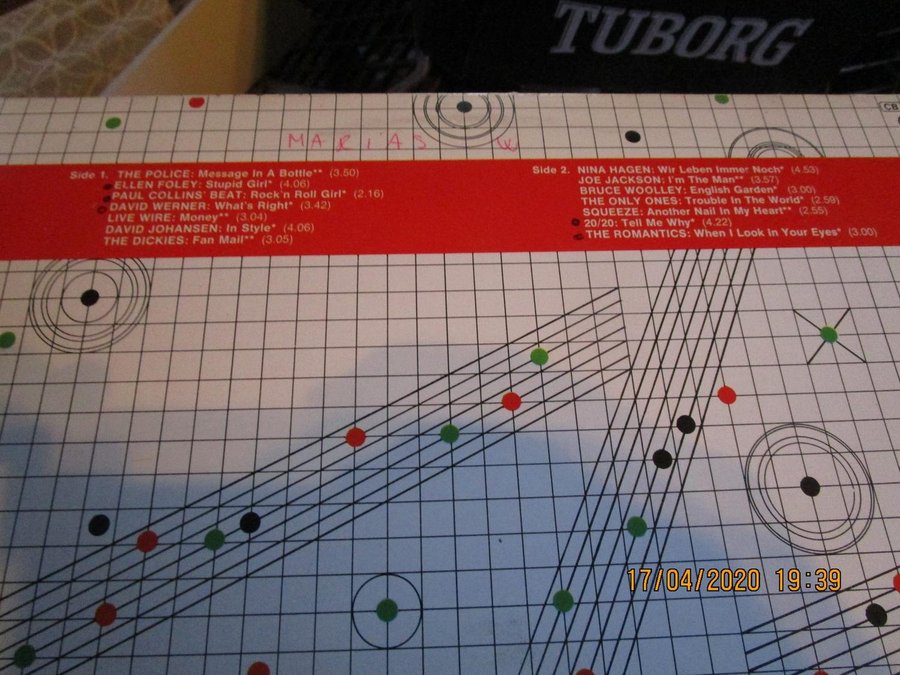 TUBORG
CB
MARiAS
Side 1. THE POLICE: Message In A Bottle** (3.50)
ELLEN FOLEY: Stupid Girl* (4.06)
PAUL COLLINS' BEAT: Rock'n Roll Girl* (2.16)
DAVID WERNER: What's Right* (3.42)
LIVE WIRE: Money** (3.04)
DAVID JOHANSEN: In Style* (4.06)
THE DICKIES: Fan Mail** (3.05)
Side 2. NINA HAGEN: Wir Leben Immer Noch* (4.53)
JOE JACKSON: I'm The Man** (3.57)
BRUCE WOOLLEY: English Garden* (3.00)
THE ONLY ONES: Trouble In The World* (2.59)
SQUEEZE: Another Nail In My Heart** (2.55)
20/20: Tell Me Why* (4.22)
THE ROMANTICS: When I Look In Your Eyes* (3.00)
17/04/2020 19:39